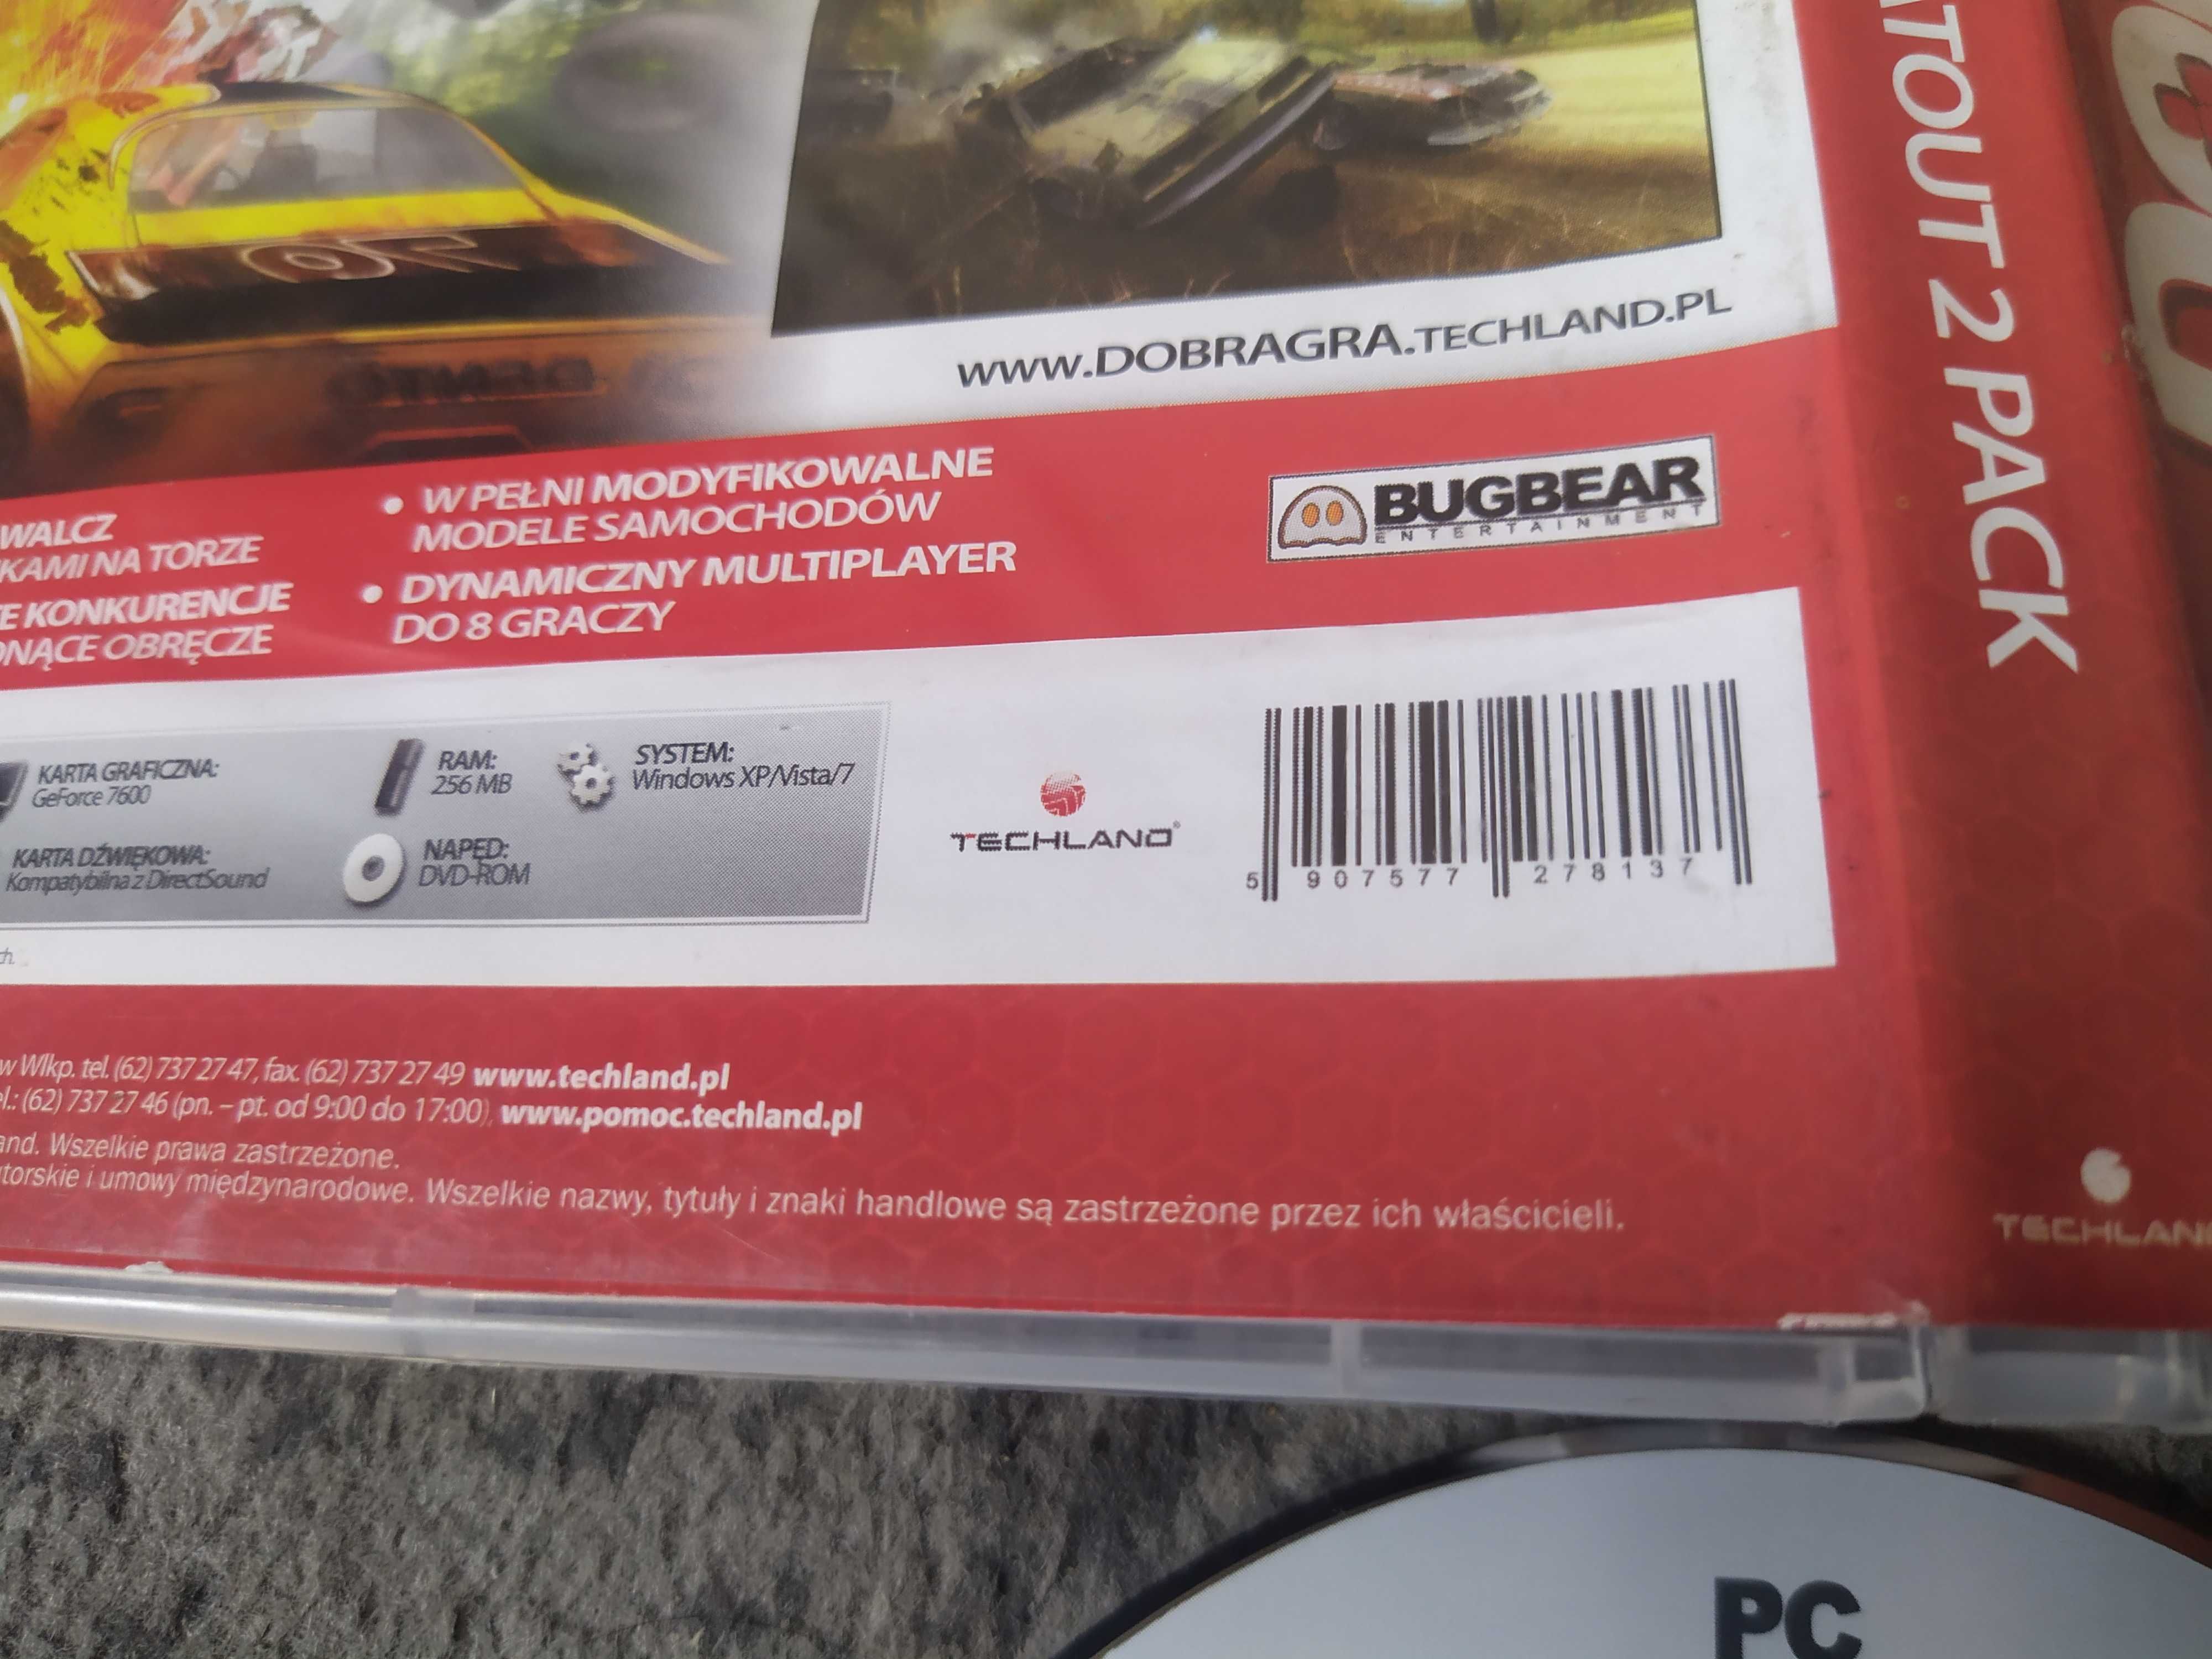 WWW.DOBRAGRA.TECHLAND.PL
WALCZ
KAMI NA TORZE
E KONKURENCJE
ONĄCE OBRĘCZE
• W PEŁNI MODYFIKOWALNE
MODELE SAMOCHODÓW
• DYNAMICZNY MULTIPLAYER
DO 8 GRACZY
BUGBEAR
ENTERTAINMENT
KARTA GRAFICZNA:
GeForce 7600
KARTA DŹWIĘKOWA:
Kompatybilna z DirectSound
RAM:
256 MB
NAPĘD:
DVD-ROM
SYSTEM:
Windows XP/Vista/7
TECHLAND®
5 907577 278137
ch.
w Wlkp. tel. (62) 737 27 47, fax. (62) 737 27 49 www.techland.pl
el.: (62) 737 27 46 (pn. – pt. od 9:00 do 17:00), www.pomoc.techland.pl
and. Wszelkie prawa zastrzeżone.
torskie i umowy międzynarodowe. Wszelkie nazwy, tytuły i znaki handlowe są zastrzeżone przez ich właścicieli.
ATOUT 2 PACK
TECHLAN
PC